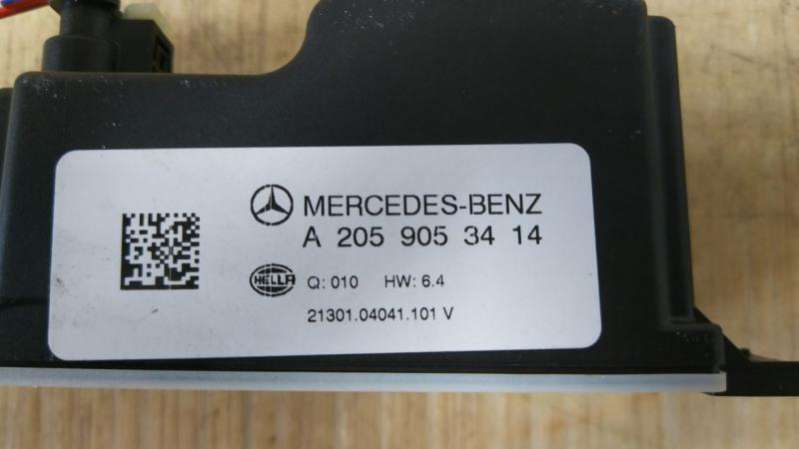 MERCEDES-BENZ
A 205 905 34 14
HELLA
Q: 010 HW: 6.4
21301.04041.101 V